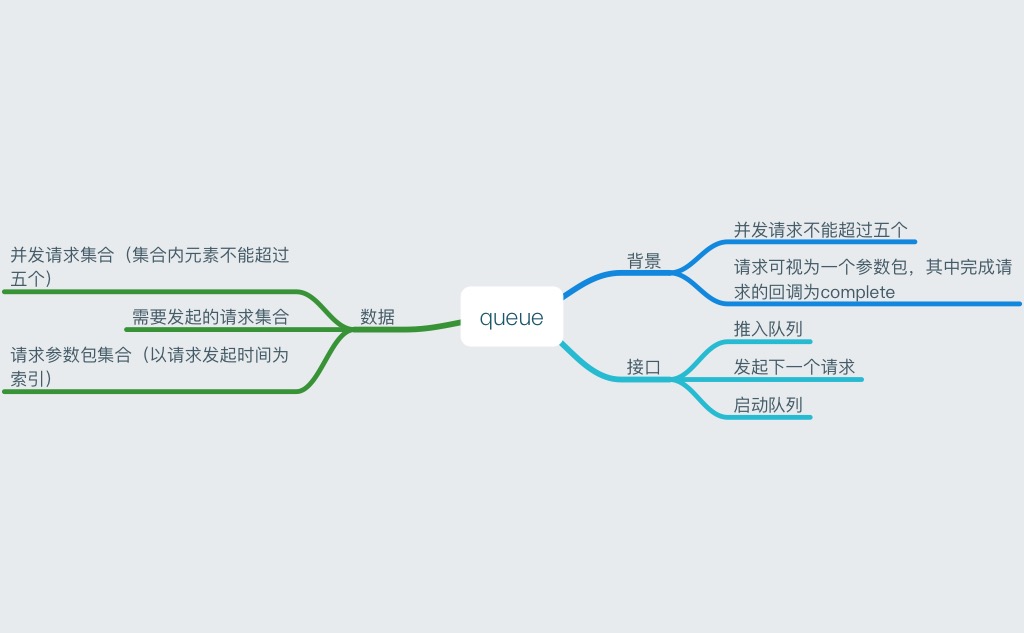 queue
背景
并发请求不能超过五个
请求可视为一个参数包，其中完成请
求的回调为complete
接口
推入队列
发起下一个请求
启动队列
数据
并发请求集合（集合内元素不能超过
五个）
需要发起的请求集合
请求参数包集合（以请求发起时间为
索引）